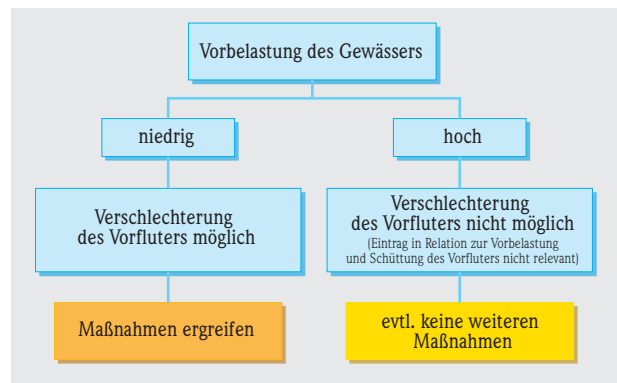 Vorbelastung des Gewässers
niedrig
hoch
Verschlechterung
des Vorfluters möglich
Verschlechterung
des Vorfluters nicht möglich
(Eintrag in Relation zur Vorbelastung
und Schüttung des Vorfluters nicht relevant)
Maßnahmen ergreifen
evtl. keine weiteren
Maßnahmen